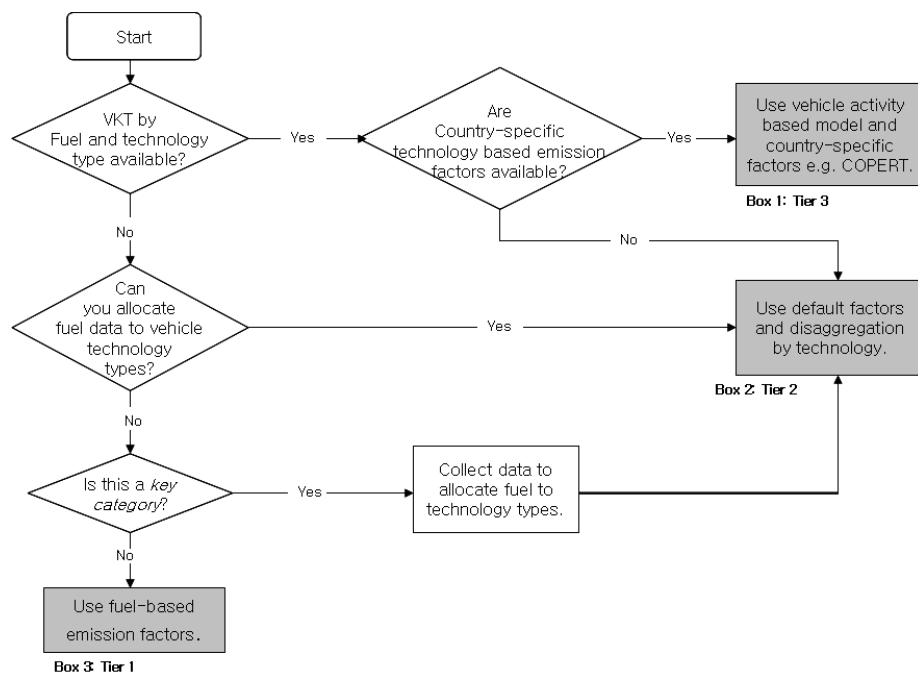 Start
VKT by
Fuel and technology
type available?
Yes
Are
Country-specific
technology based emission
factors available?
Yes
Use vehicle activity
based model and
country-specific
factors e.g. COPERT.
Box 1: Tier 3
No
No
Can
you allocate
fuel data to vehicle
technology
types?
Yes
Use default factors
and disaggregation
by technology.
Box 2: Tier 2
No
Is this a key
category?
Yes
Collect data to
allocate fuel to
technology types.
No
Use fuel-based
emission factors.
Box 3: Tier 1